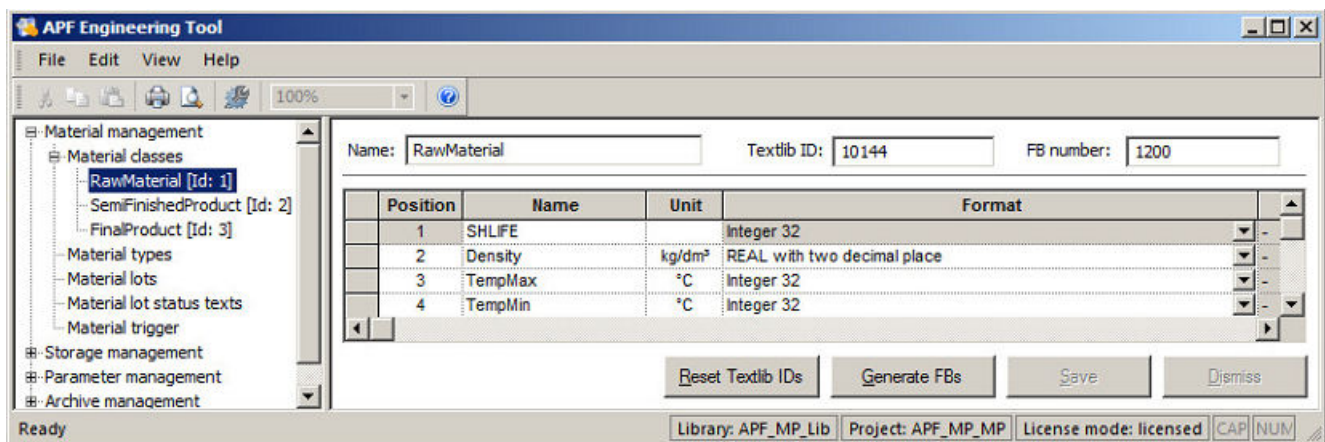 APF Engineering Tool
File Edit View Help
100%
Material management
Material classes
RawMaterial [Id: 1]
SemiFinishedProduct [Id: 2]
FinalProduct [Id: 3]
Material types
Material lots
Material lot status texts
Material trigger
Storage management
Parameter management
Archive management
Name: RawMaterial Textlib ID: 10144 FB number: 1200
Position Name Unit Format
1 SHLIFE Integer 32 -
2 Density kg/dm³ REAL with two decimal place -
3 TempMax °C Integer 32 -
4 TempMin °C Integer 32 -
Reset Textlib IDs Generate FBs Save Dismiss
Ready Library: APF_MP_Lib Project: APF_MP_MP License mode: licensed CAP NUM